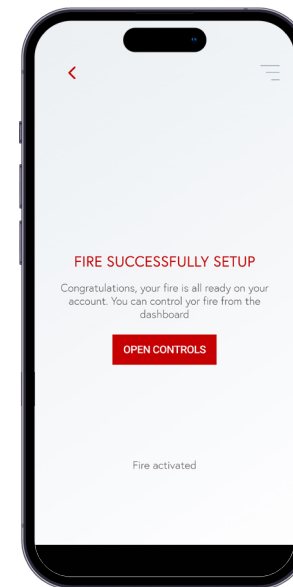 FIRE SUCCESSFULLY SETUP
Congratulations, your fire is all ready on your
account. You can control yor fire from the
dashboard
OPEN CONTROLS
Fire activated